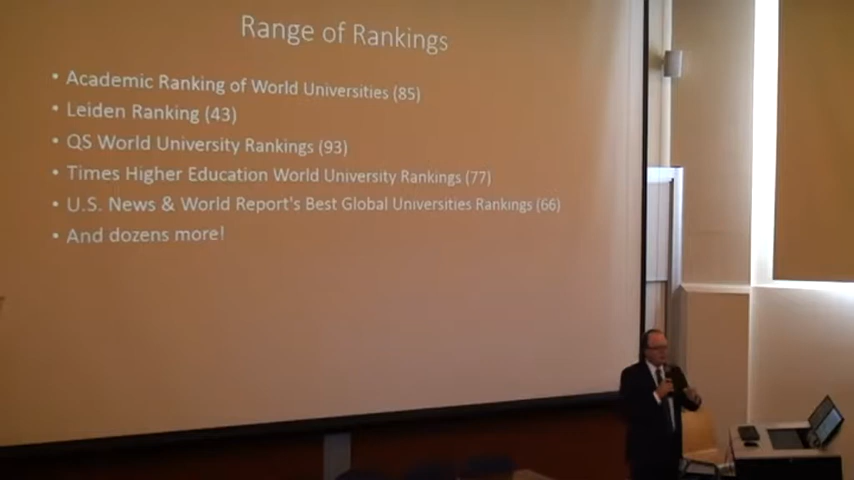 Range of Rankings
• Academic Ranking of World Universities (85)
• Leiden Ranking (43)
• QS World University Rankings (93)
• Times Higher Education World University Rankings (77)
• U.S. News & World Report's Best Global Universities Rankings (66)
• And dozens more!